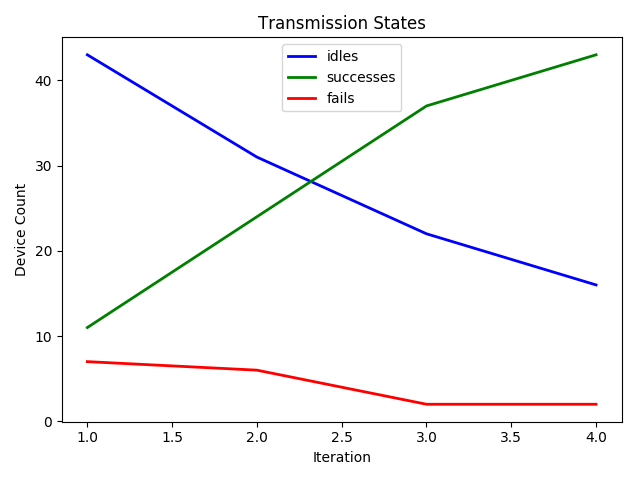 Transmission States
idles
successes
fails
Device Count
40
30
20
10
0
1.0 1.5 2.0 2.5 3.0 3.5 4.0
Iteration